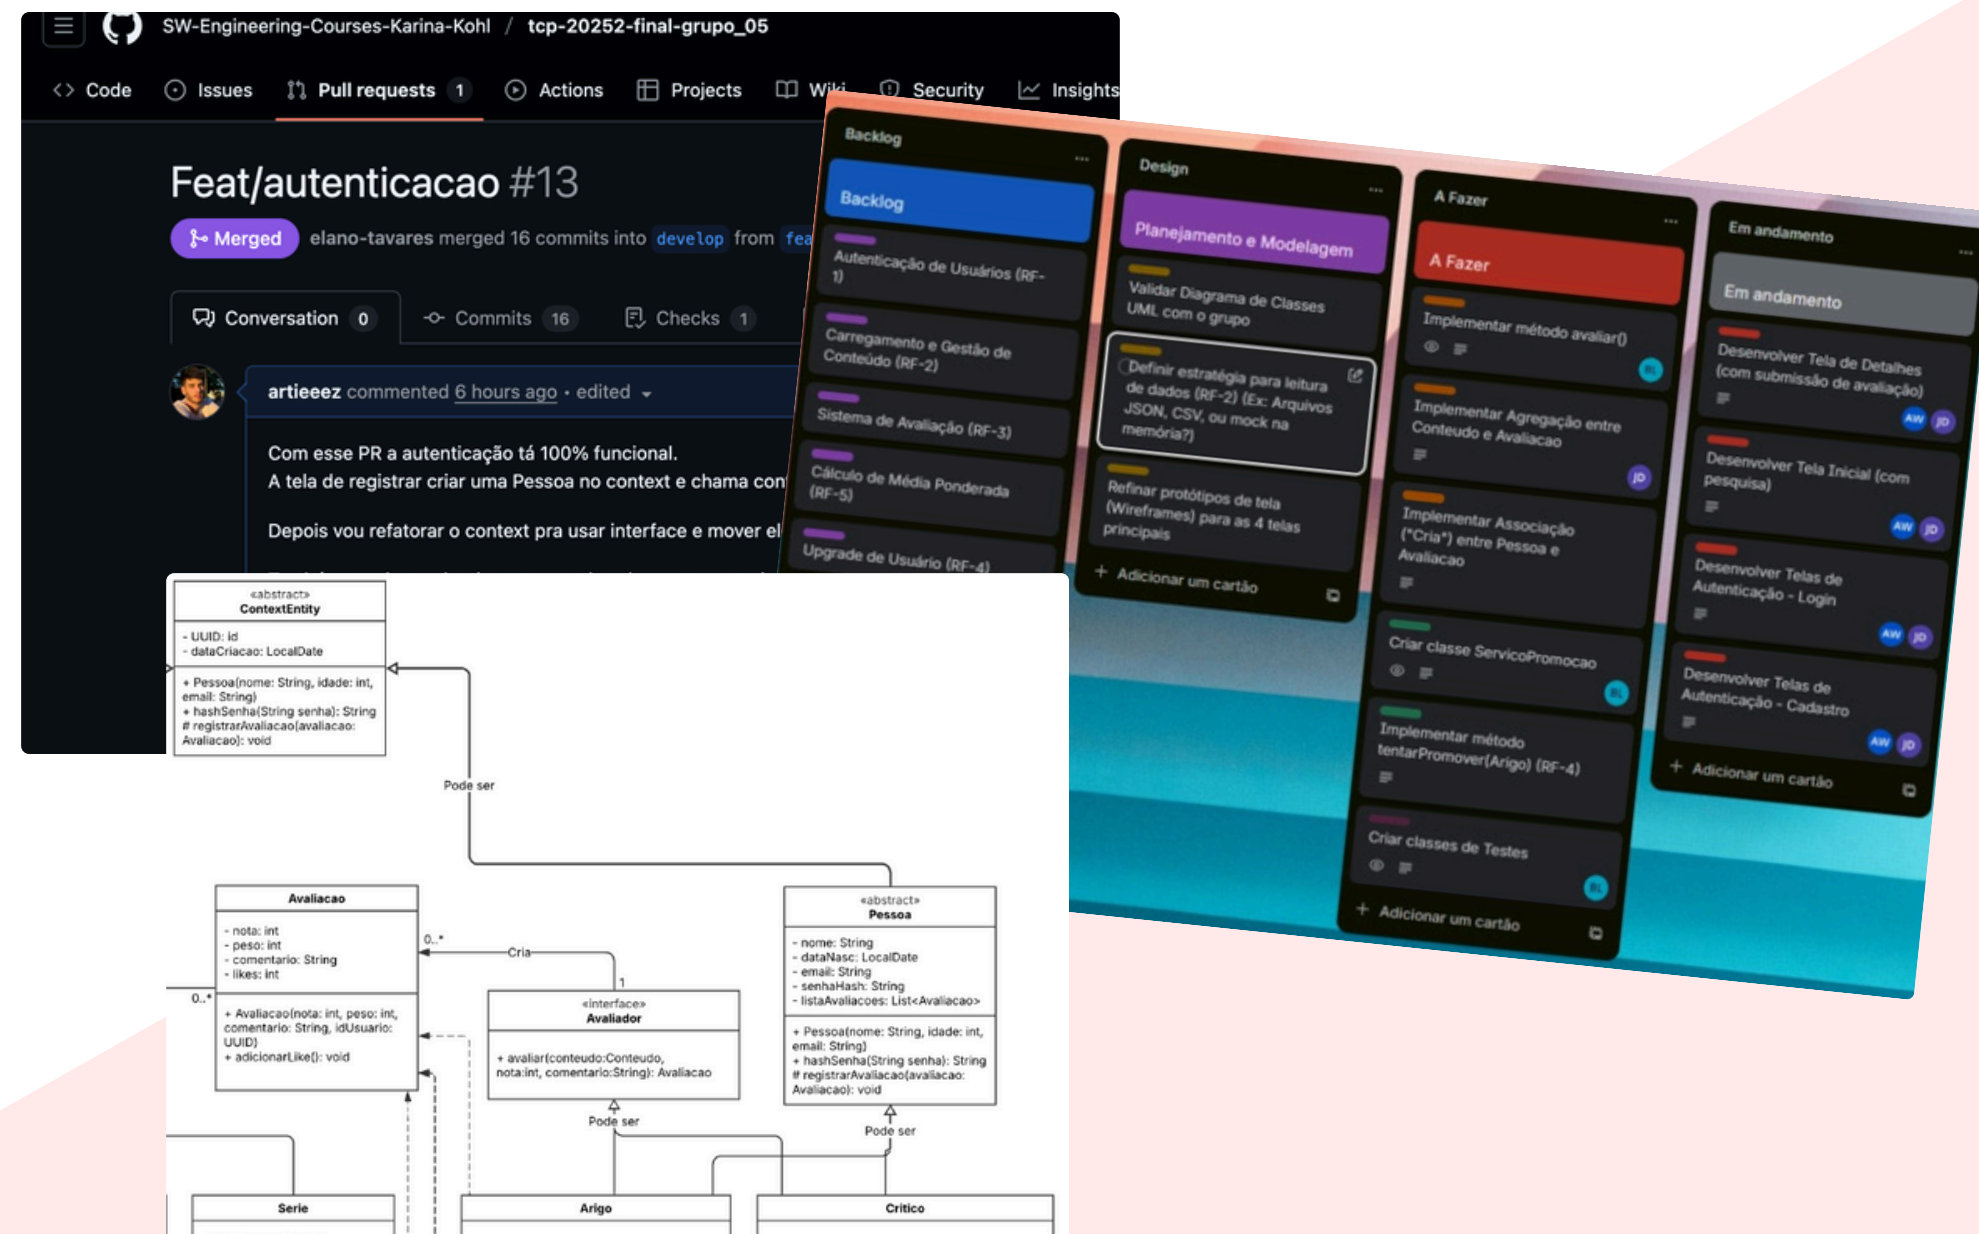 SW-Engineering-Courses-Karina-Kohl / tcp-20252-final-grupo_05
Code
Issues
Pull requests 1
Actions
Projects
Wiki
Security
Insights
Feat/autenticacao #13
Merged
elano-tavares merged 16 commits into develop from
Conversation 0
Commits 16
Checks 1
artieeez commented 6 hours ago • edited
Com esse PR a autenticação tá 100% funcional.
A tela de registrar criar uma Pessoa no context e chama
Depois vou refatorar o context pra usar interface e mover
Backlog
Backlog
Autenticação de Usuários (RF-
1)
Carregamento e Gestão de
Conteúdo (RF-2)
Sistema de Avaliação (RF-3)
Cálculo de Média Ponderada
(RF-5)
Upgrade de Usuário (RF-4)
Design
Planejamento e Modelagem
Validar Diagrama de Classes
UML com o grupo
Definir estratégia para leitura
de dados (RF-2) (Ex: Arquivos
JSON, CSV, ou mock na
memória?)
Refinar protótipos de tela
(Wireframes) para as 4 telas
principais
+ Adicionar um cartão
A Fazer
A Fazer
Implementar método avaliar()
BL
Implementar Agregação entre
Conteudo e Avaliacao
JD
Implementar Associação
("Cria") entre Pessoa e
Avaliacao
Criar classe ServicoPromocao
BL
Implementar método
tentarPromover(Arigo) (RF-4)
Criar classes de Testes
BL
+ Adicionar um cartão
Em andamento
Em andamento
Desenvolver Tela de Detalhes
(com submissão de avaliação)
AW JD
Desenvolver Tela Inicial (com
pesquisa)
AW JD
Desenvolver Telas de
Autenticação - Login
AW JD
Desenvolver Telas de
Autenticação - Cadastro
AW JD
+ Adicionar um cartão
«abstract»
ContextEntity
- UUID: id
- dataCriacao: LocalDate
+ Pessoa(nome: String, idade: int,
email: String)
+ hashSenha(String senha): String
# registrarAvaliacao(avaliacao:
Avaliacao): void
Pode ser
Avaliacao
- nota: int
- peso: int
- comentario: String
- likes: int
+ Avaliacao(nota: int, peso: int,
comentario: String, idUsuario:
UUID)
+ adicionarLike(): void
0..*
0..*
Cria
1
«interface»
Avaliador
+ avaliar(conteudo:Conteudo,
nota:int, comentario:String): Avaliacao
Pode ser
«abstract»
Pessoa
- nome: String
- dataNasc: LocalDate
- email: String
- senhaHash: String
- listaAvaliacoes: List<Avaliacao>
+ Pessoa(nome: String, idade: int,
email: String)
+ hashSenha(String senha): String
# registrarAvaliacao(avaliacao:
Avaliacao): void
Pode ser
Serie
Arigo
Critico